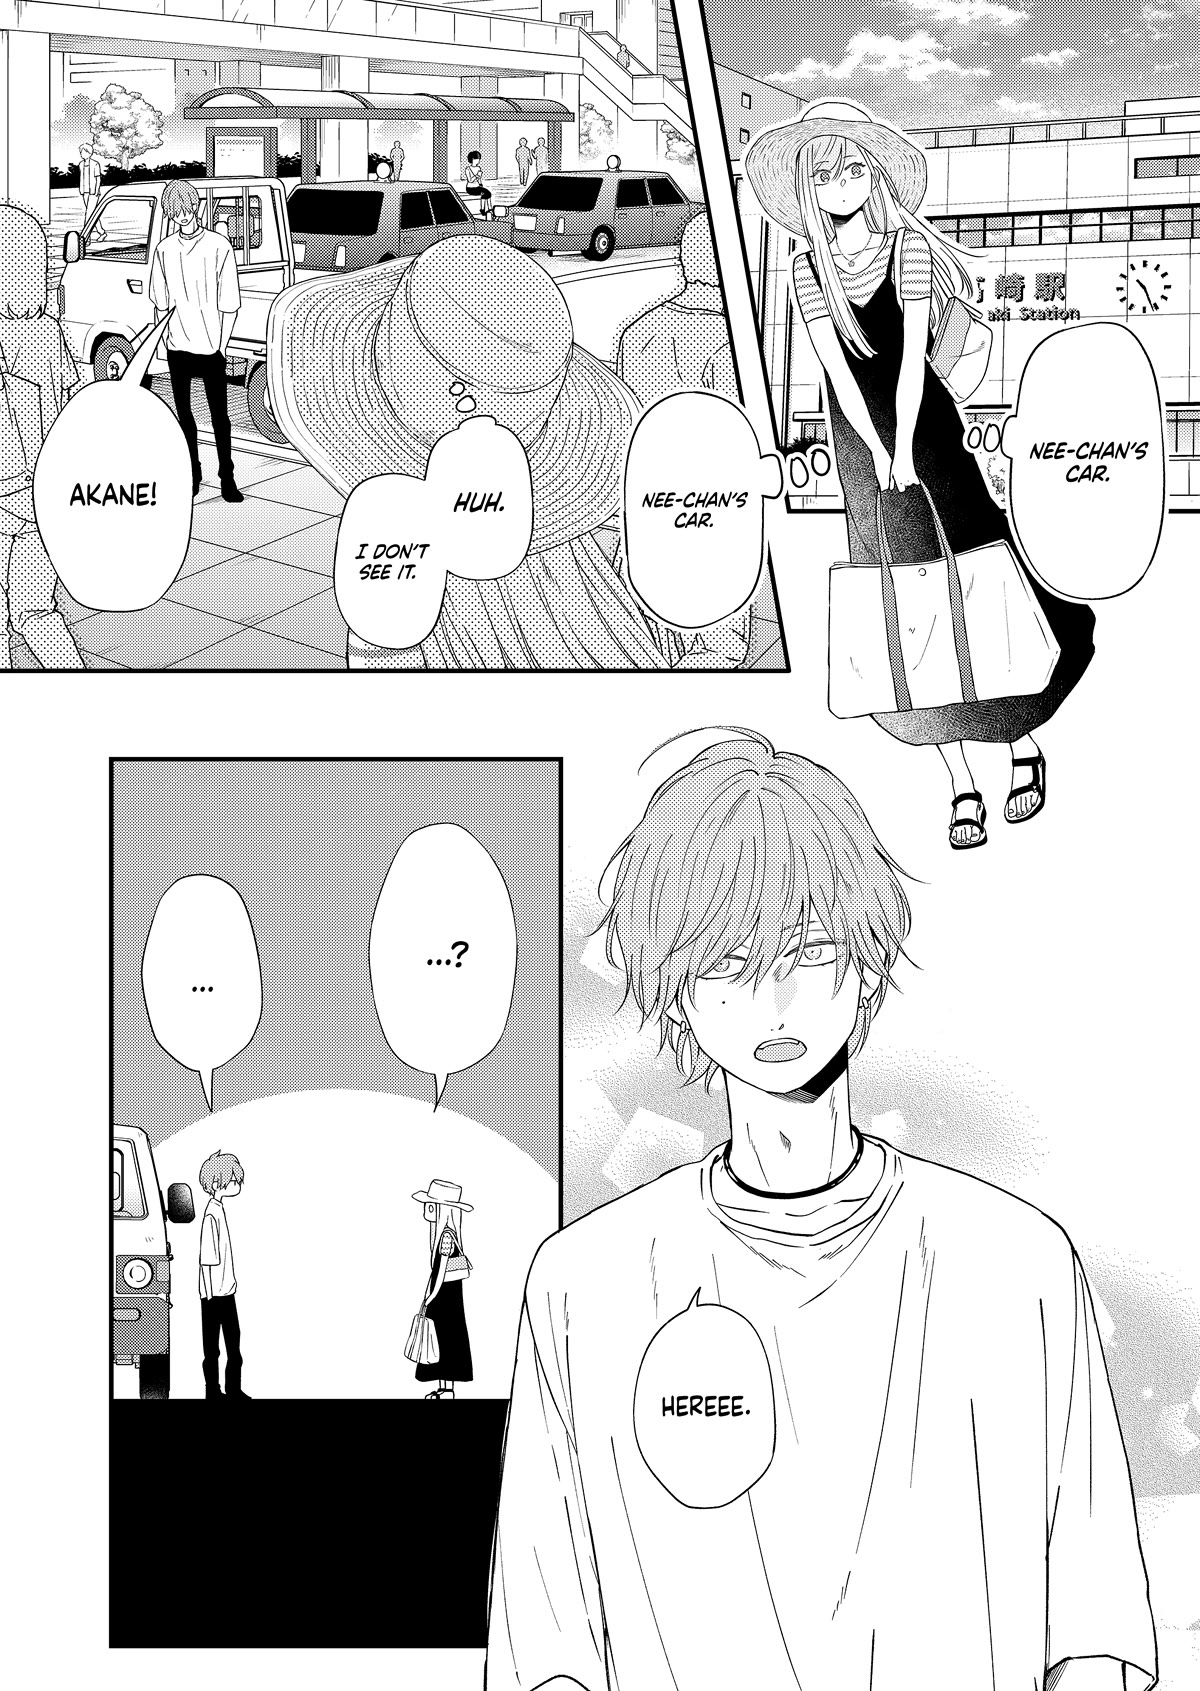 崎駅
aki Station
NEE-CHAN'S
CAR.
NEE-CHAN'S
CAR.
HUH.
I DON'T
SEE IT.
AKANE!
HEREEE.
...?
...